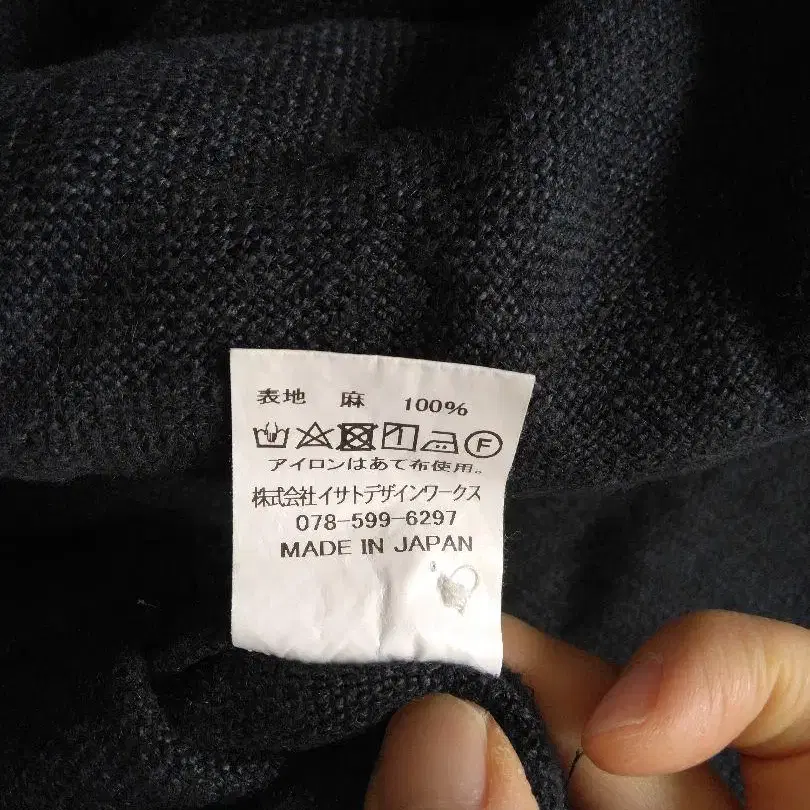 表地 麻 100%
F
アイロンはあて布使用。
株式会社イサトデザインワークス
078-599-6297
MADE IN JAPAN